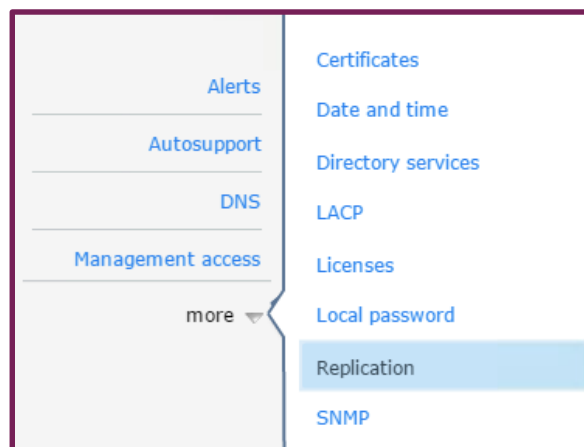 Alerts
Autosupport
DNS
Management access
more
Certificates
Date and time
Directory services
LACP
Licenses
Local password
Replication
SNMP